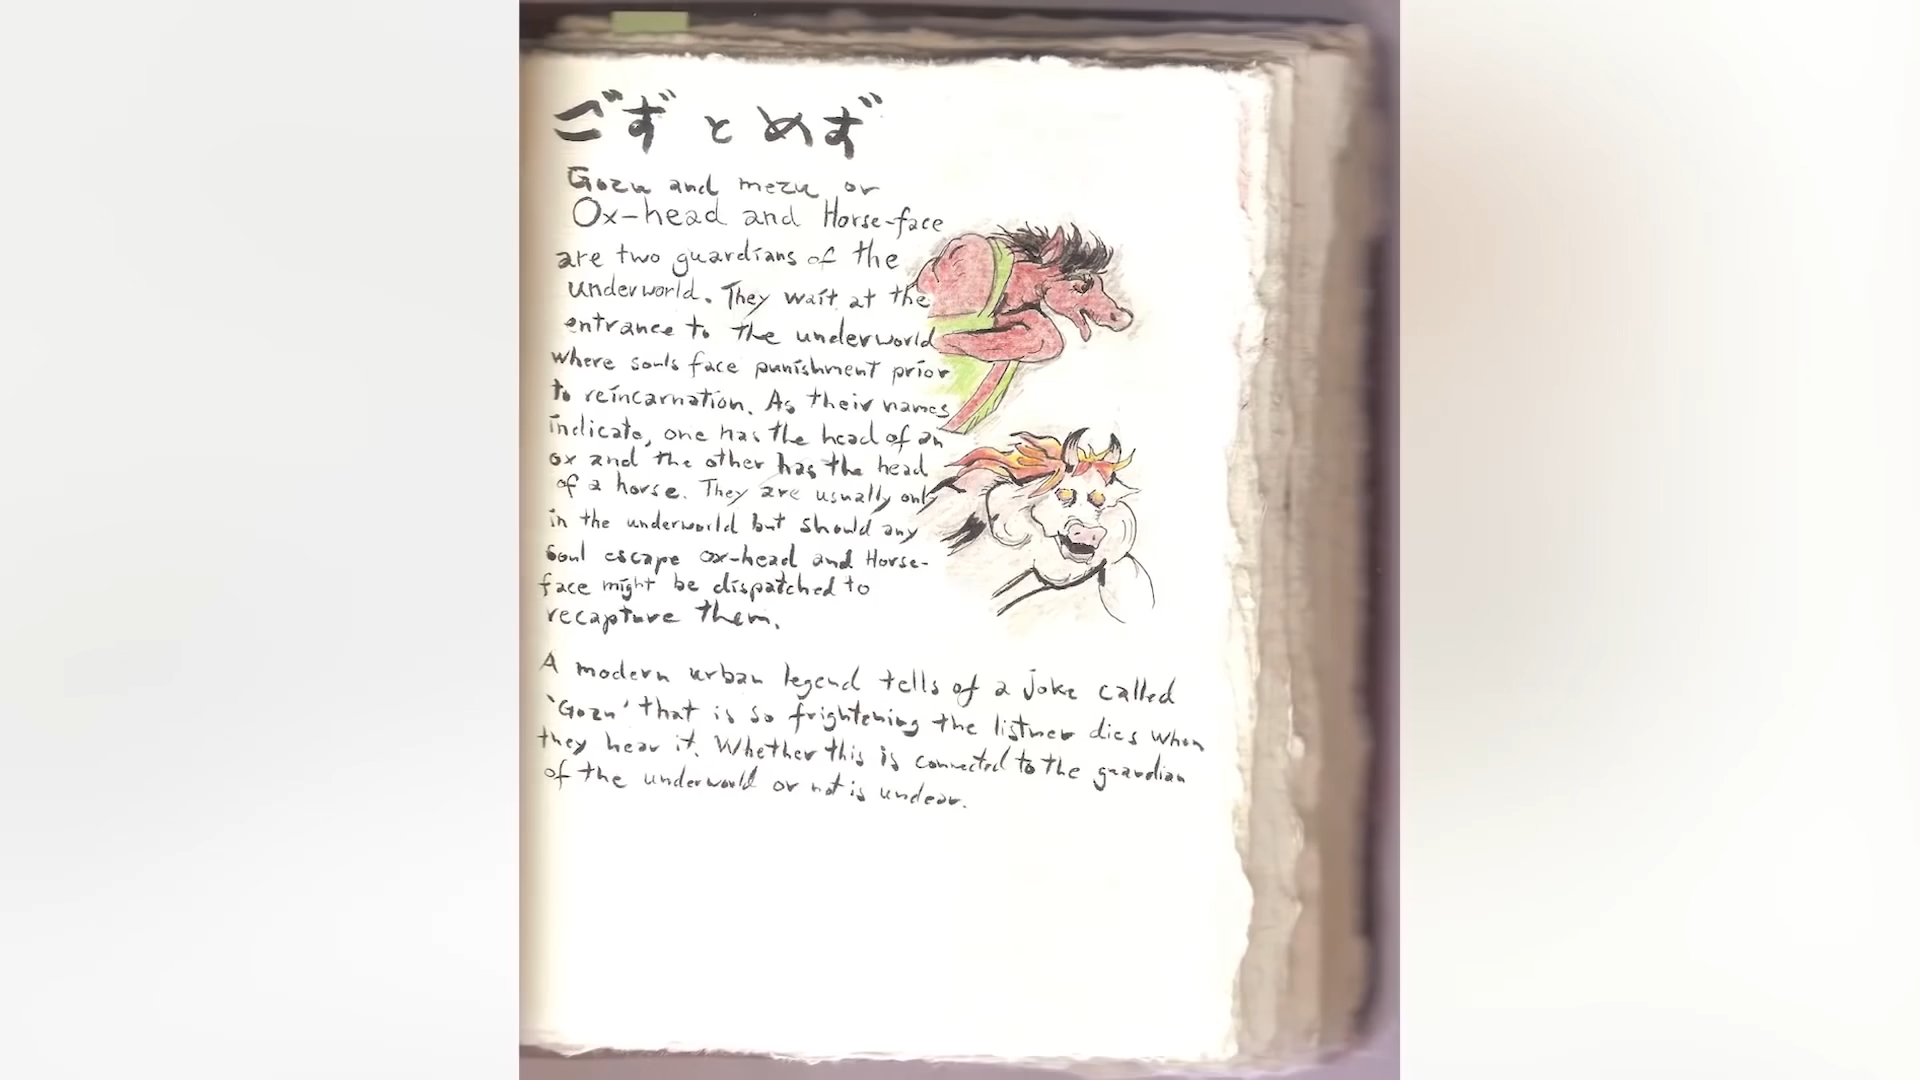 ごず と めず
Gozu and mezu or
Ox-head and Horse-face
are two guardians of the
underworld. They wait at the
entrance to the underworld
where souls face punishment prior
to reincarnation. As their names
indicate, one has the head of an
ox and the other has the head
of a horse. They are usually only
in the underworld but should any
soul escape ox-head and Horse-
face might be dispatched to
recapture them.
A modern urban legend tells of a joke called
'Gozu' that is so frightening the listner dies when
they hear it. Whether this is connected to the guardian
of the underworld or not is unclear.